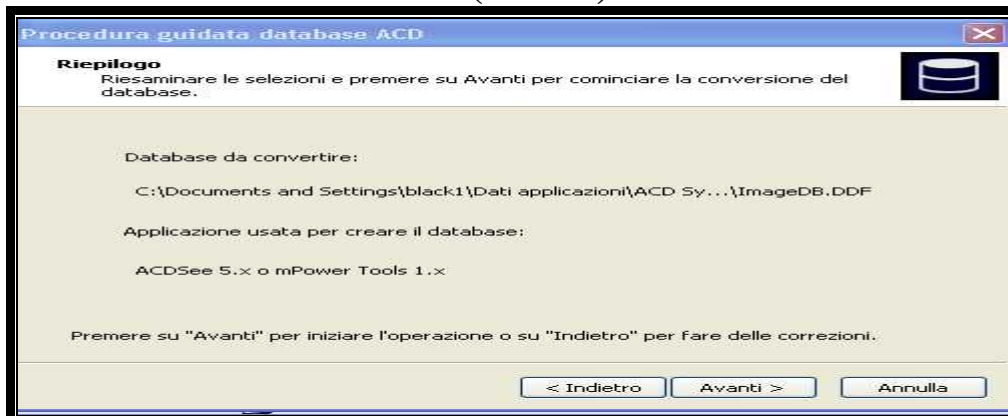 Procedura guidata database ACD
Riepilogo
Riesaminare le selezioni e premere su Avanti per cominciare la conversione del
database.
Database da convertire:
C:\Documents and Settings\black1\Dati applicazioni\ACD Sy...\ImageDB.DDF
Applicazione usata per creare il database:
ACDSee 5.x o mPower Tools 1.x
Premere su "Avanti" per iniziare l'operazione o su "Indietro" per fare delle correzioni.
< Indietro Avanti > Annulla